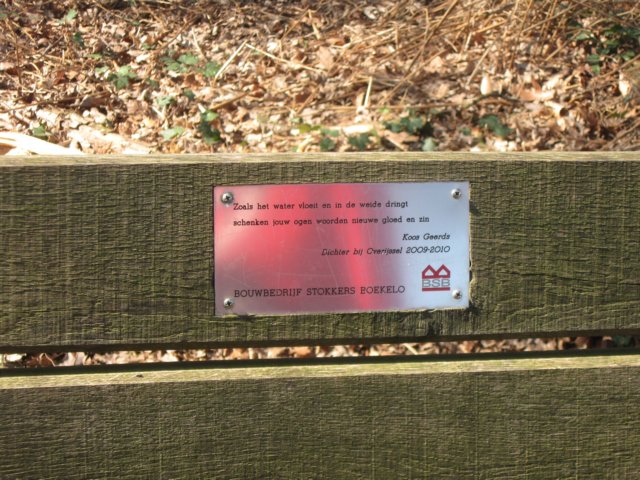 Zoals het water vloeit en in de weide dringt
schenken jouw ogen woorden nieuwe gloed en zin
Koos Geerds
Dichter bij Overijssel 2009-2010
BOUWBEDRIJF STOKKERS BOEKELO
BSB